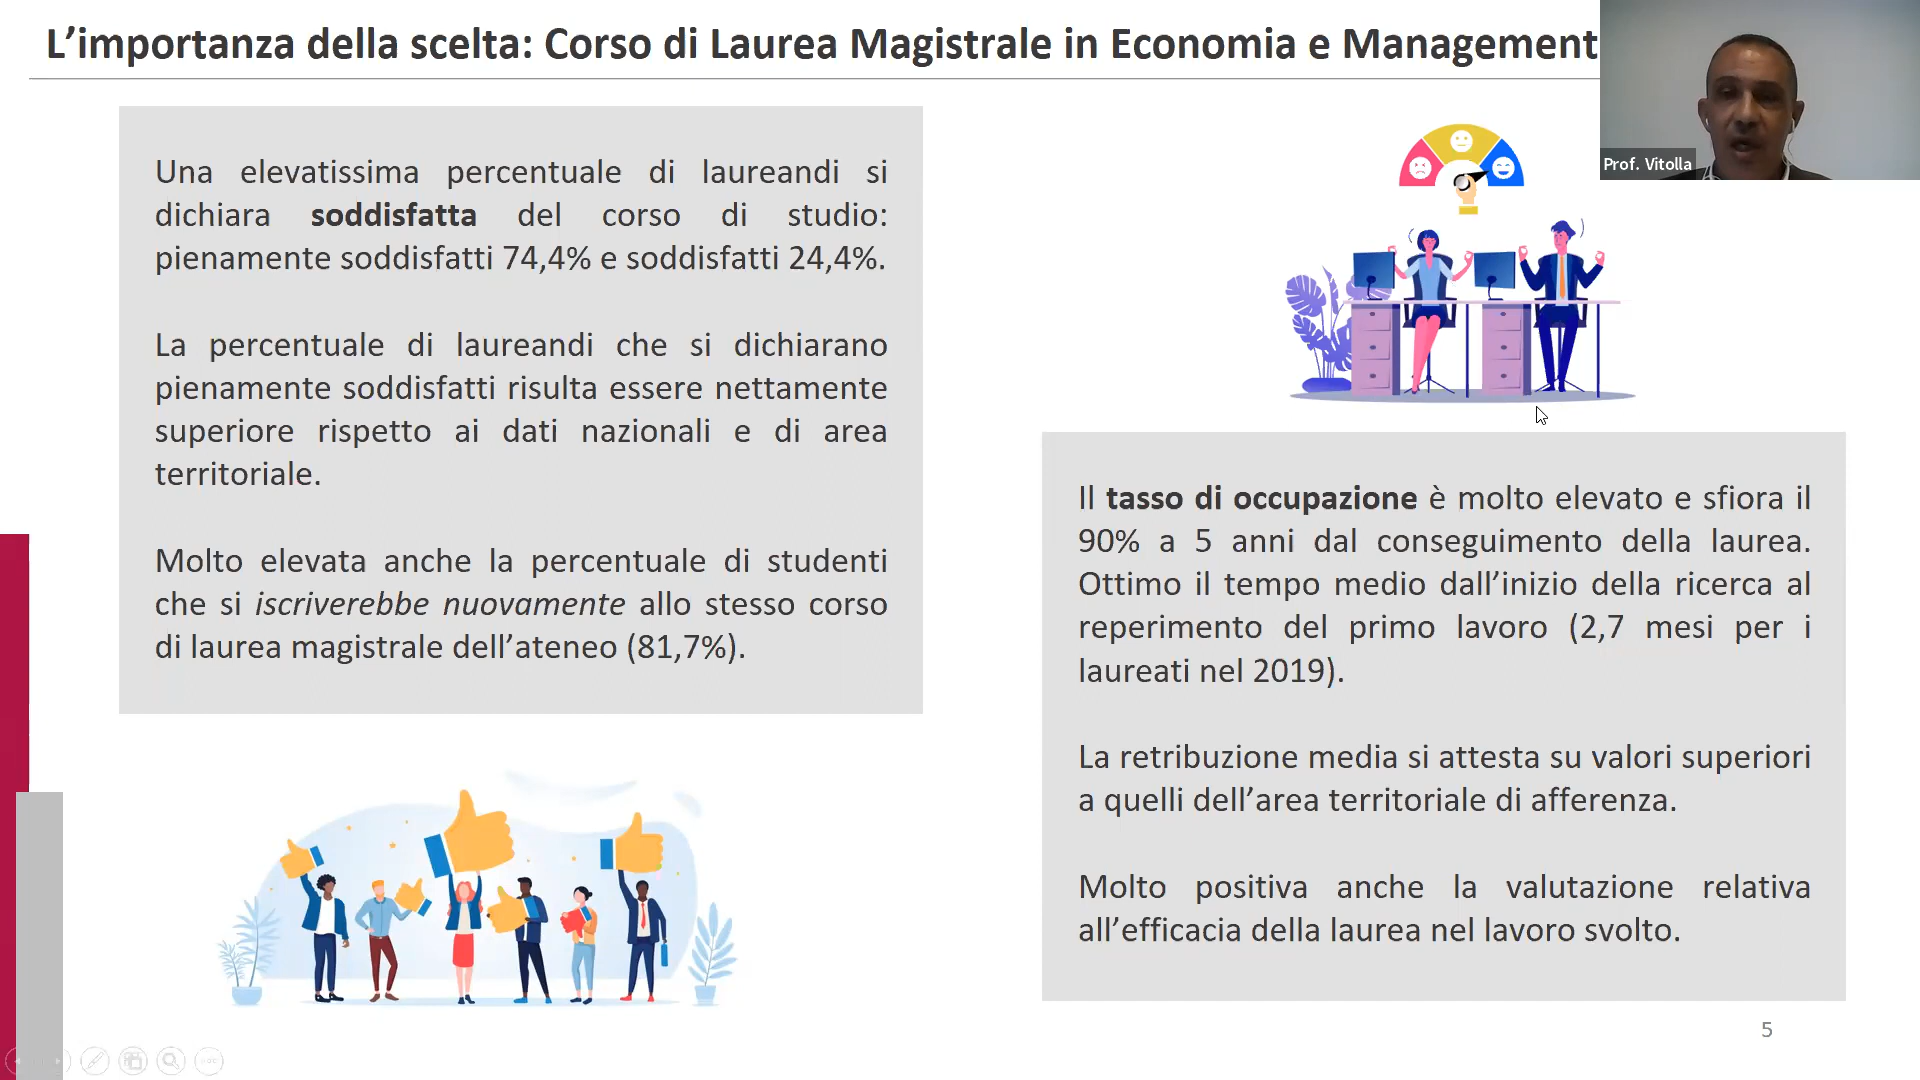 L’importanza della scelta: Corso di Laurea Magistrale in Economia e Management
Prof. Vitolla
Una elevatissima percentuale di laureandi si
dichiara soddisfatta del corso di studio:
pienamente soddisfatti 74,4% e soddisfatti 24,4%.
La percentuale di laureandi che si dichiarano
pienamente soddisfatti risulta essere nettamente
superiore rispetto ai dati nazionali e di area
territoriale.
Molto elevata anche la percentuale di studenti
che si iscriverebbe nuovamente allo stesso corso
di laurea magistrale dell’ateneo (81,7%).
Il tasso di occupazione è molto elevato e sfiora il
90% a 5 anni dal conseguimento della laurea.
Ottimo il tempo medio dall’inizio della ricerca al
reperimento del primo lavoro (2,7 mesi per i
laureati nel 2019).
La retribuzione media si attesta su valori superiori
a quelli dell’area territoriale di afferenza.
Molto positiva anche la valutazione relativa
all’efficacia della laurea nel lavoro svolto.
5